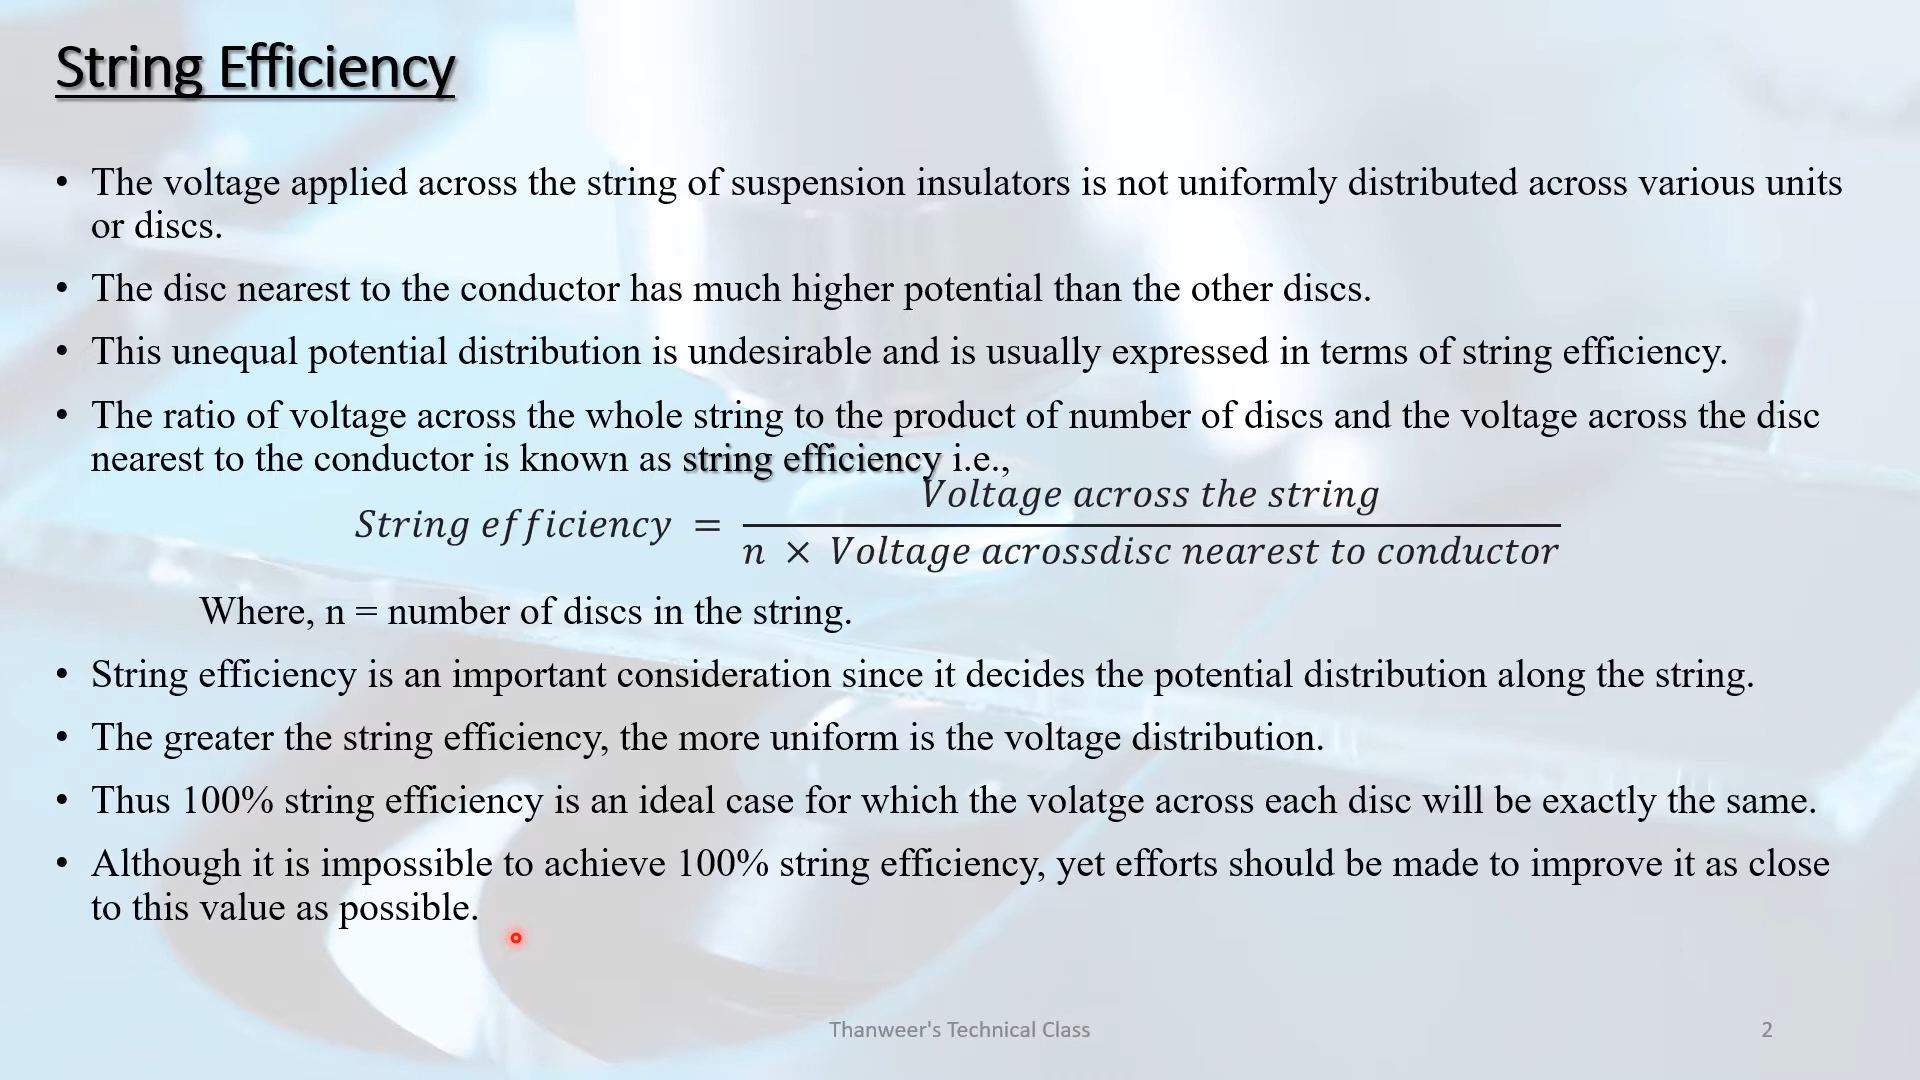 String Efficiency
• The voltage applied across the string of suspension insulators is not uniformly distributed across various units
or discs.
• The disc nearest to the conductor has much higher potential than the other discs.
• This unequal potential distribution is undesirable and is usually expressed in terms of string efficiency.
• The ratio of voltage across the whole string to the product of number of discs and the voltage across the disc
nearest to the conductor is known as string efficiency i.e.,
Voltage across the string
String efficiency =
n × Voltage acrossdisc nearest to conductor
Where, n = number of discs in the string.
• String efficiency is an important consideration since it decides the potential distribution along the string.
• The greater the string efficiency, the more uniform is the voltage distribution.
• Thus 100% string efficiency is an ideal case for which the volatge across each disc will be exactly the same.
• Although it is impossible to achieve 100% string efficiency, yet efforts should be made to improve it as close
to this value as possible.
Thanweer's Technical Class
2